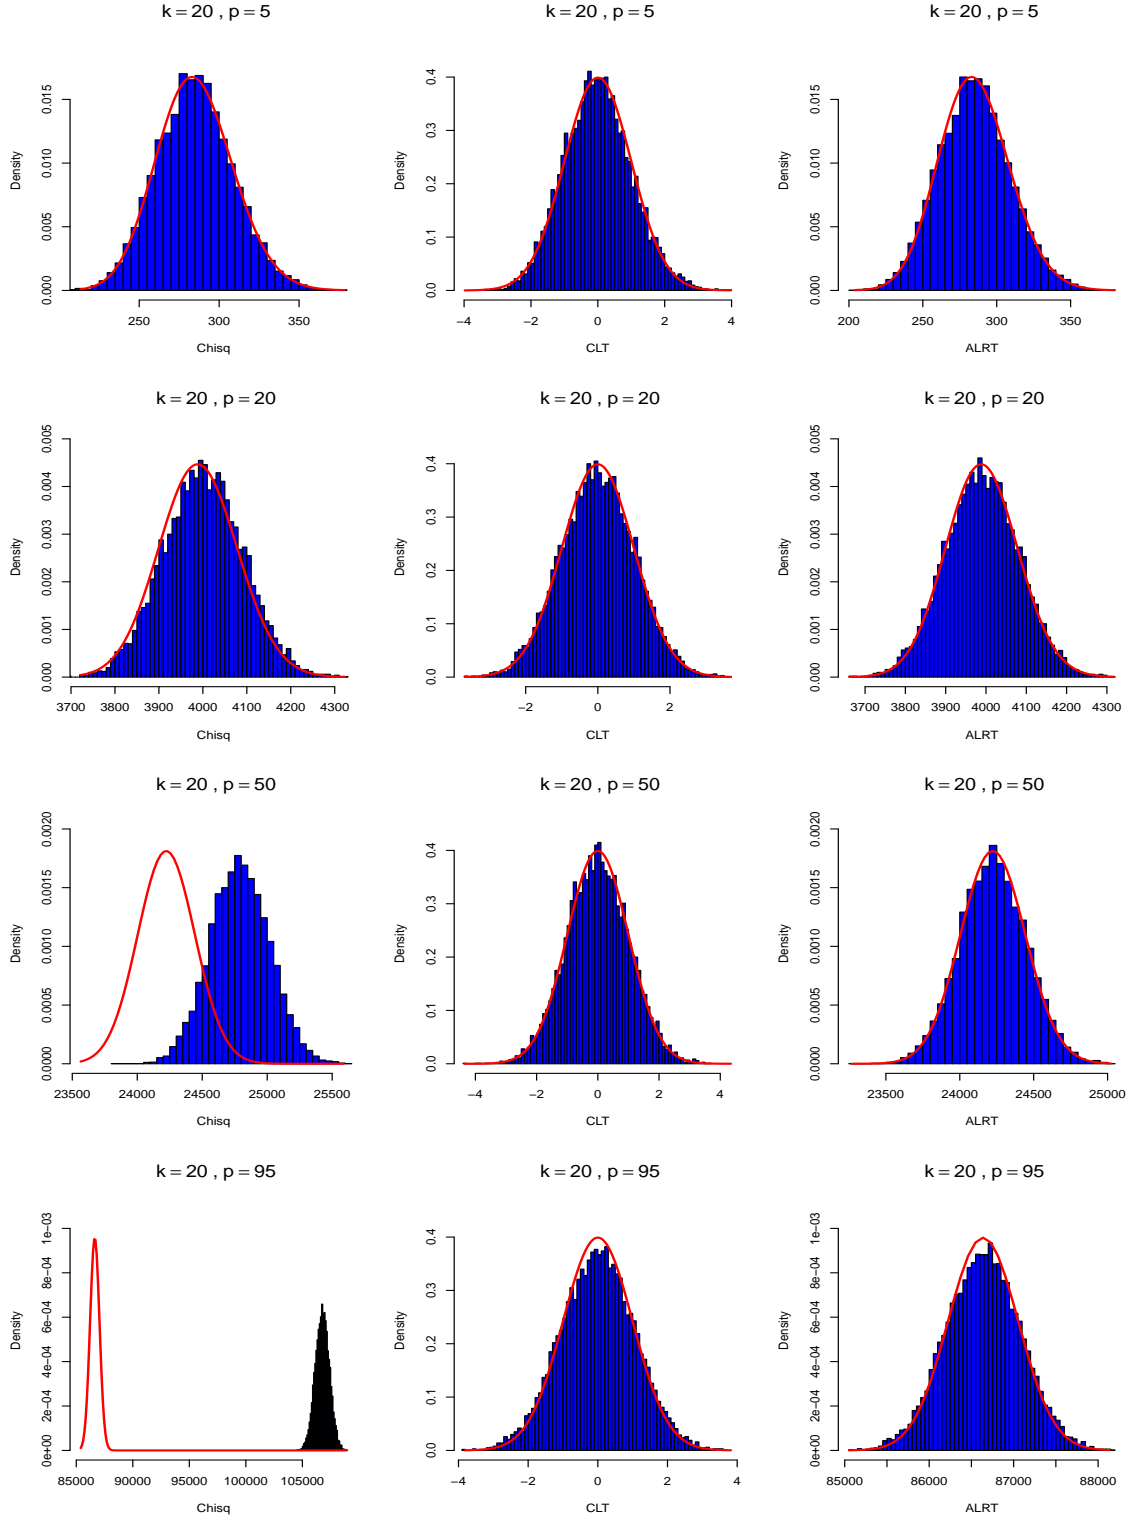 k = 20 , p = 5
k = 20 , p = 5
k = 20 , p = 5
Density
0.000 0.005 0.010 0.015
250 300 350
Chisq
Density
0.0 0.1 0.2 0.3 0.4
−4 −2 0 2 4
CLT
Density
0.000 0.005 0.010 0.015
200 250 300 350
ALRT
k = 20 , p = 20
k = 20 , p = 20
k = 20 , p = 20
Density
0.000 0.001 0.002 0.003 0.004 0.005
3700 3800 3900 4000 4100 4200 4300
Chisq
Density
0.0 0.1 0.2 0.3 0.4
−2 0 2
CLT
Density
0.000 0.001 0.002 0.003 0.004 0.005
3700 3800 3900 4000 4100 4200 4300
ALRT
k = 20 , p = 50
k = 20 , p = 50
k = 20 , p = 50
Density
0.0000 0.0005 0.0010 0.0015 0.0020
23500 24000 24500 25000 25500
Chisq
Density
0.0 0.1 0.2 0.3 0.4
−4 −2 0 2 4
CLT
Density
0.0000 0.0005 0.0010 0.0015 0.0020
23500 24000 24500 25000
ALRT
k = 20 , p = 95
k = 20 , p = 95
k = 20 , p = 95
Density
0e+00 2e−04 4e−04 6e−04 8e−04 1e−03
85000 90000 95000 100000 105000
Chisq
Density
0.0 0.1 0.2 0.3 0.4
−4 −2 0 2 4
CLT
Density
0e+00 2e−04 4e−04 6e−04 8e−04 1e−03
85000 86000 87000 88000
ALRT